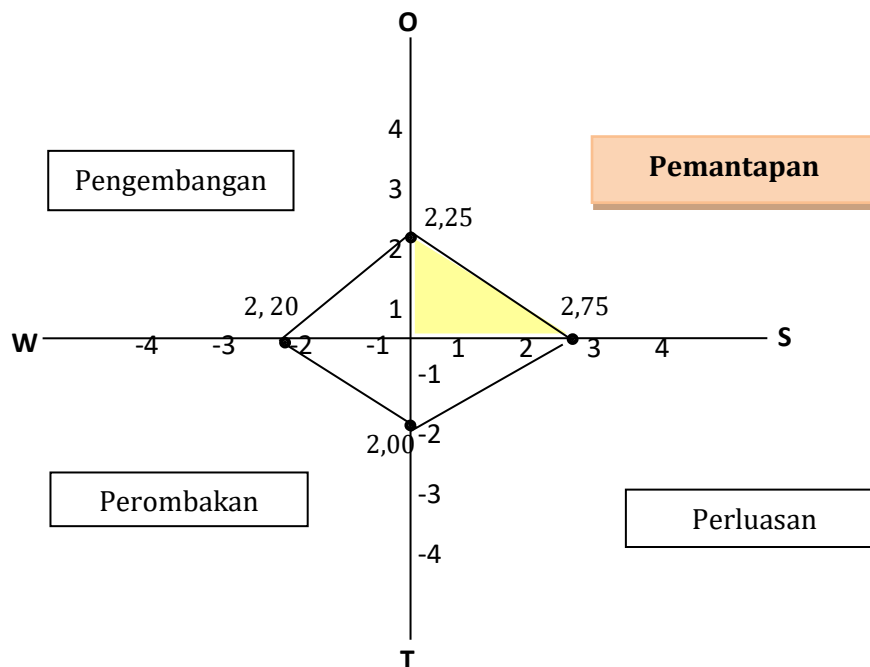 O
4
Pemantapan
Pengembangan
3
2,25
2
2, 20
1
2,75
W
-4
-3
-2
-1
1
2
3
4
S
-1
2,00
-2
Perombakan
-3
Perluasan
-4
T